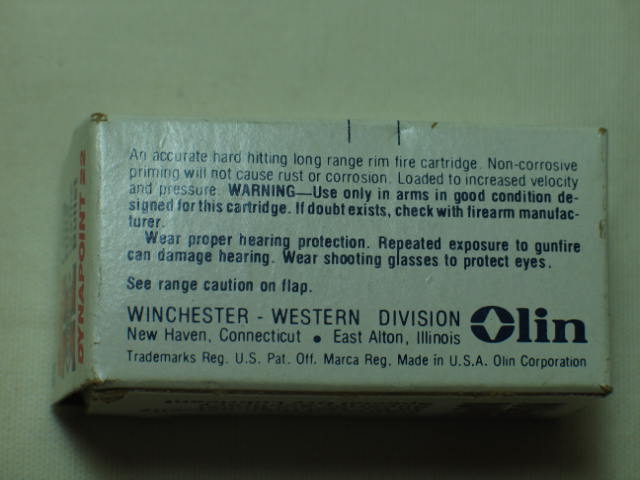 An accurate hard hitting long range rim fire cartridge. Non-corrosive
priming will not cause rust or corrosion. Loaded to increased velocity
and pressure. WARNING—Use only in arms in good condition de-
signed for this cartridge. If doubt exists, check with firearm manufac-
turer.
Wear proper hearing protection. Repeated exposure to gunfire
can damage hearing. Wear shooting glasses to protect eyes.
See range caution on flap.
WINCHESTER - WESTERN DIVISION Olin
New Haven, Connecticut • East Alton, Illinois
Trademarks Reg. U.S. Pat. Off. Marca Reg. Made in U.S.A. Olin Corporation
DYNAPOINT 22